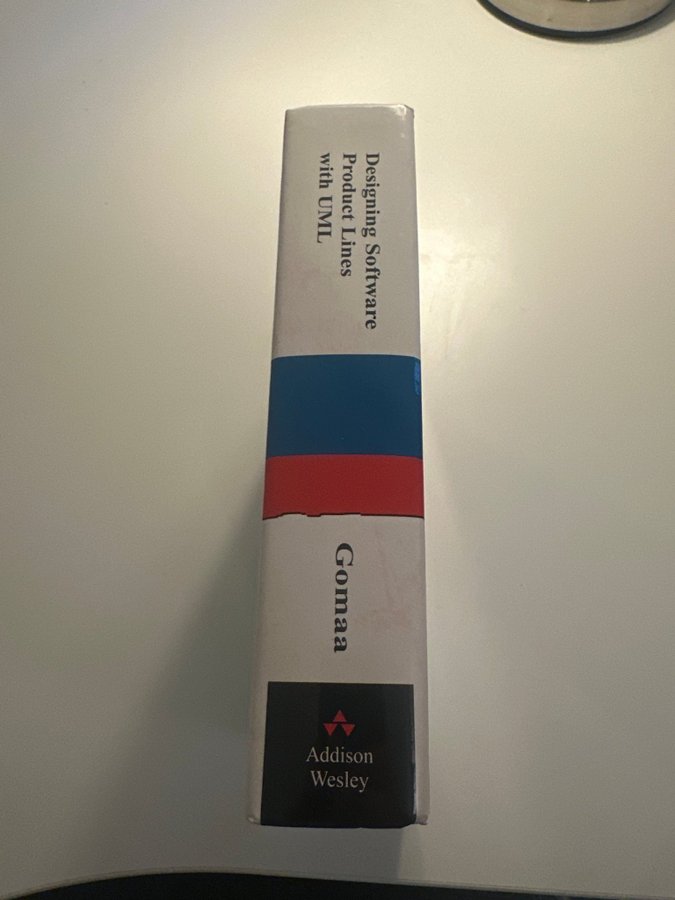 Designing Software
Product Lines
with UML
Gomaa
Addison
Wesley